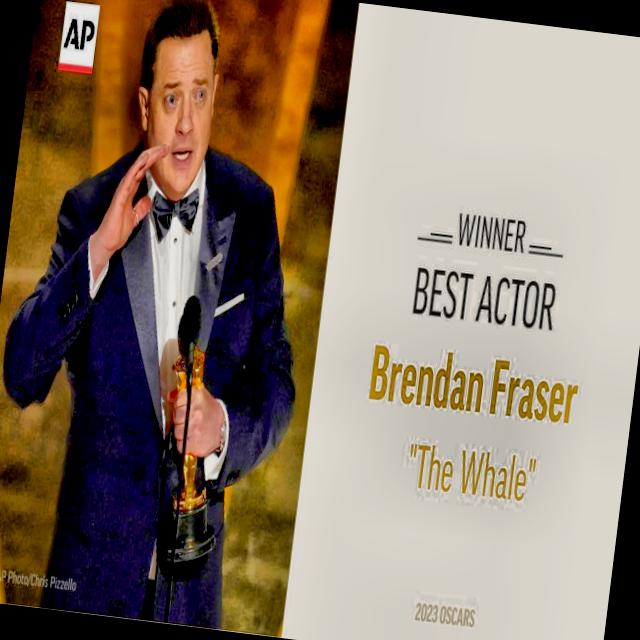 AP
WINNER
BEST ACTOR
Brendan Fraser
"The Whale"
2023 OSCARS
P Photo/Chris Pizzello